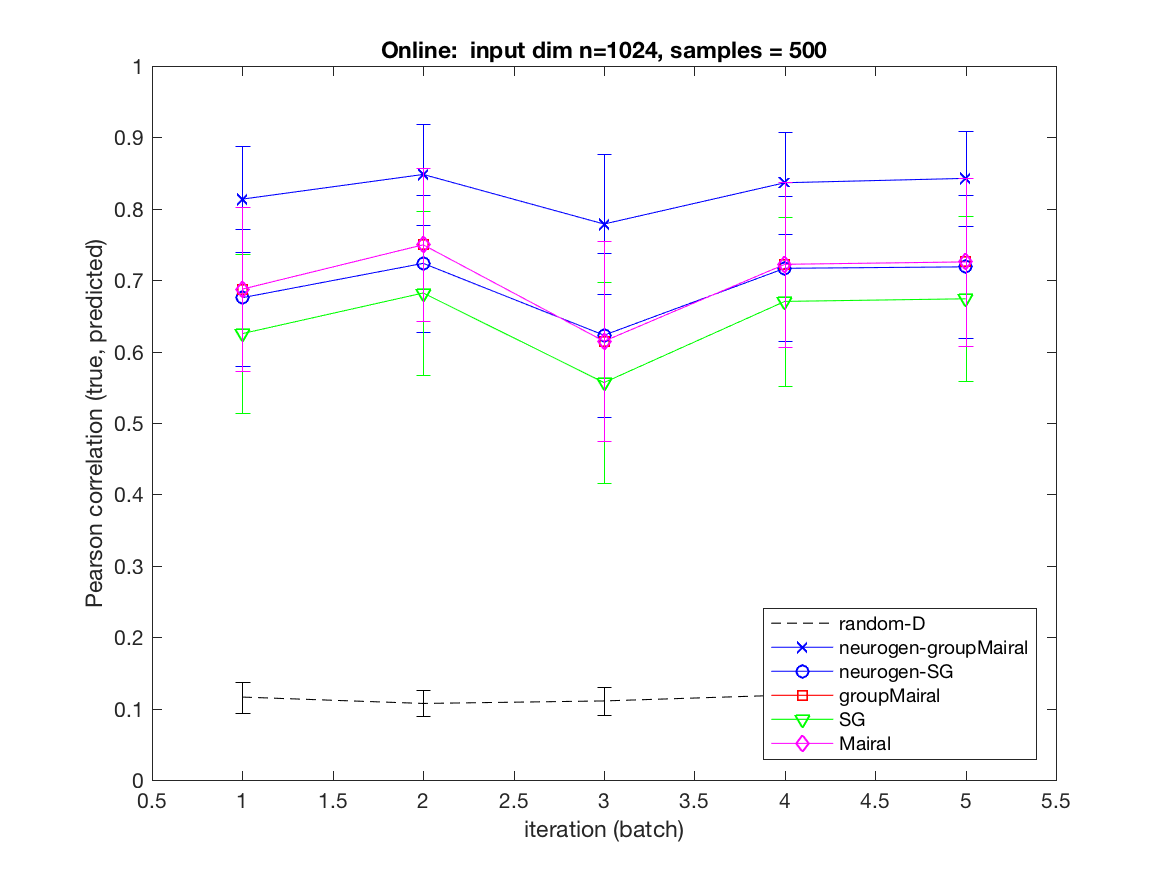 Online:  input dim n=1024, samples = 500
1
0.9
0.8
0.7
0.6
0.5
0.4
0.3
0.2
0.1
0
Pearson correlation (true, predicted)
random-D
neurogen-groupMairal
neurogen-SG
groupMairal
SG
Mairal
0.5 1 1.5 2 2.5 3 3.5 4 4.5 5 5.5
iteration (batch)